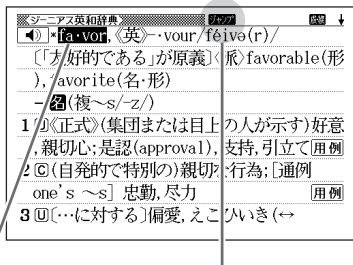 ジーニアス英和辞典 ジャンプ
*fa·vor,《英》--vour/féivə(r)/
〔「友好的である」が原義〕〈派〉favorable(形
), favorite(名·形)
—名(複~s/-z/)
1 U《正式》(集団または目上の人が示す)好意
,親切心;是認(approval),支持,引立て用例
2 C(自発的で特別の)親切な行為;[通例
one's ~s] 忠勤,尽力 用例
3 U〔…に対する〕偏愛,えこひいき(↔